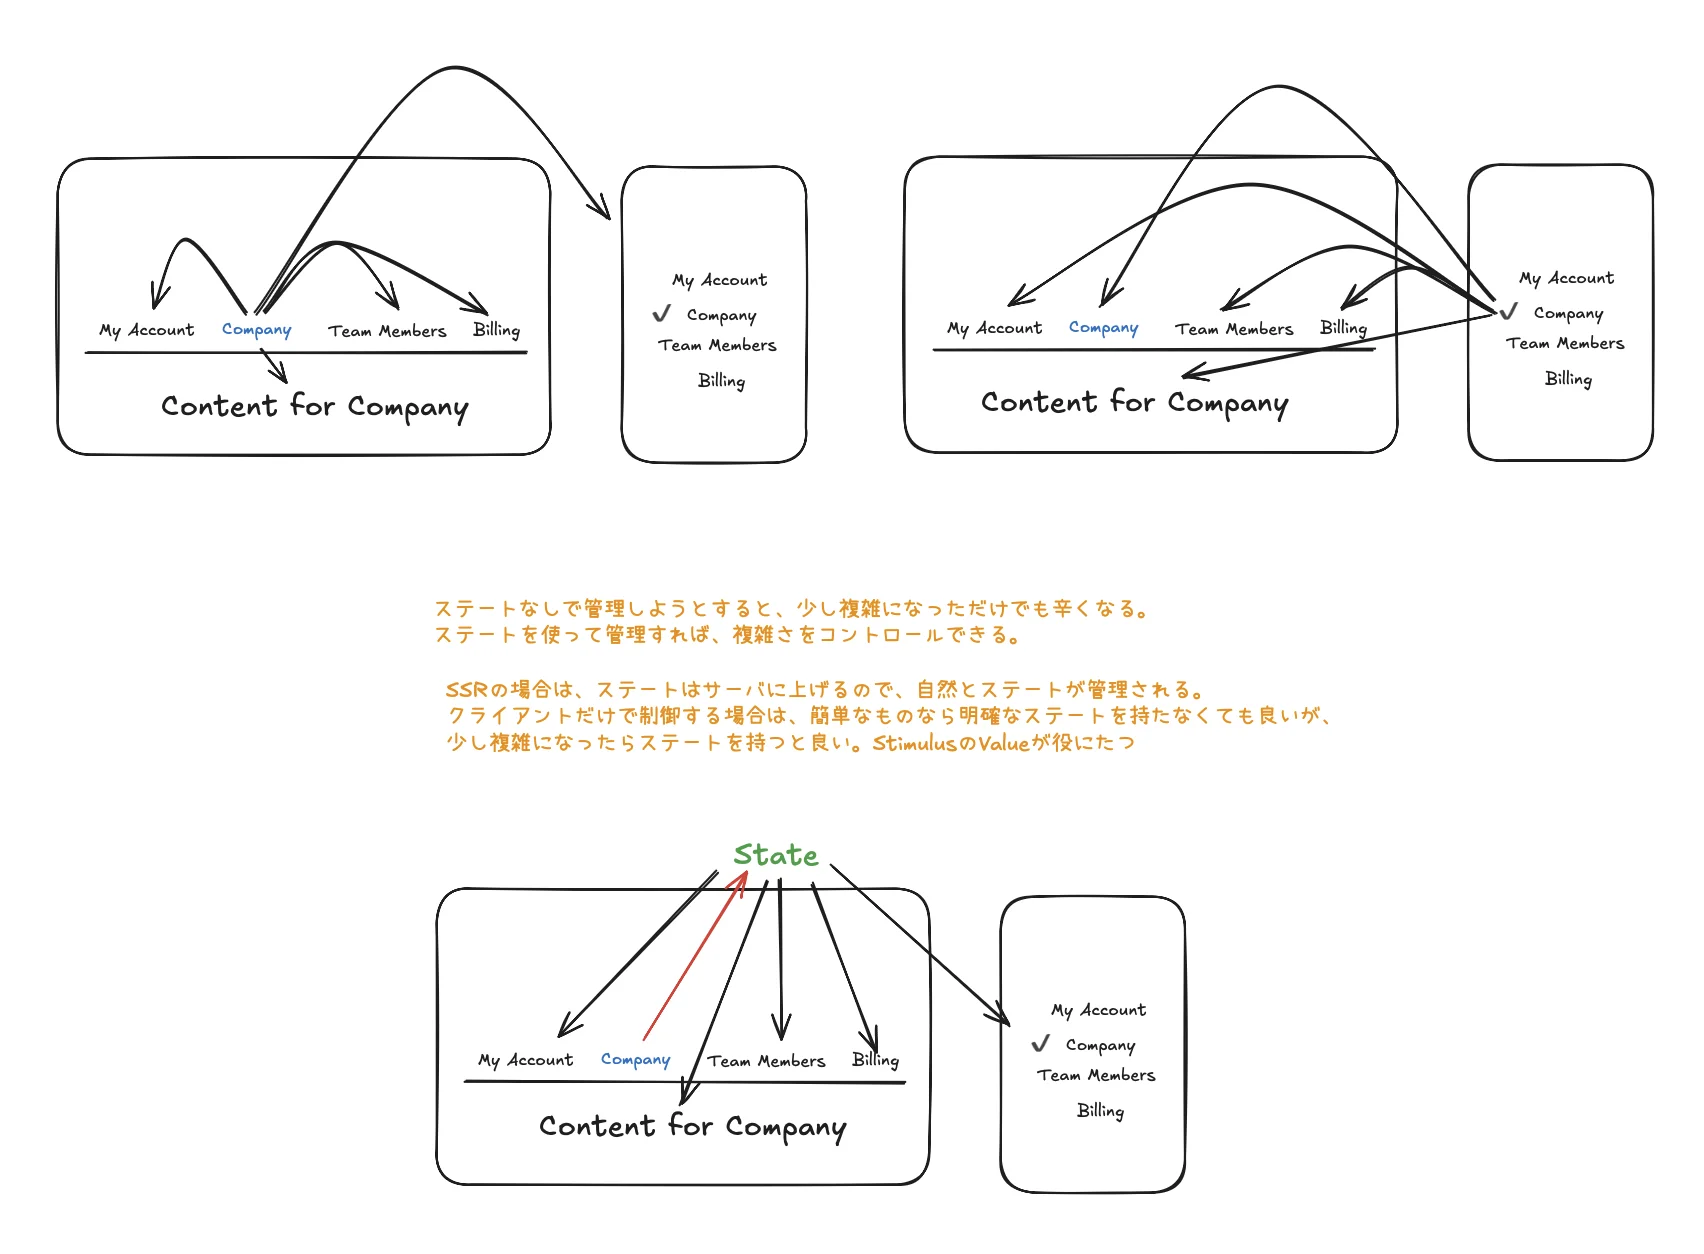 My Account
Company
Team Members
Billing
Content for Company
My Account
✓ Company
Team Members
Billing
My Account
Company
Team Members
Billing
Content for Company
My Account
✓ Company
Team Members
Billing
ステートなしで管理しようとすると、少し複雑になっただけでも辛くなる。
ステートを使って管理すれば、複雑さをコントロールできる。
SSRの場合は、ステートはサーバに上げるので、自然とステートが管理される。
クライアントだけで制御する場合は、簡単なものなら明確なステートを持たなくても良いが、
少し複雑になったらステートを持つと良い。StimulusのValueが役にたつ
State
My Account
Company
Team Members
Billing
Content for Company
My Account
✓ Company
Team Members
Billing